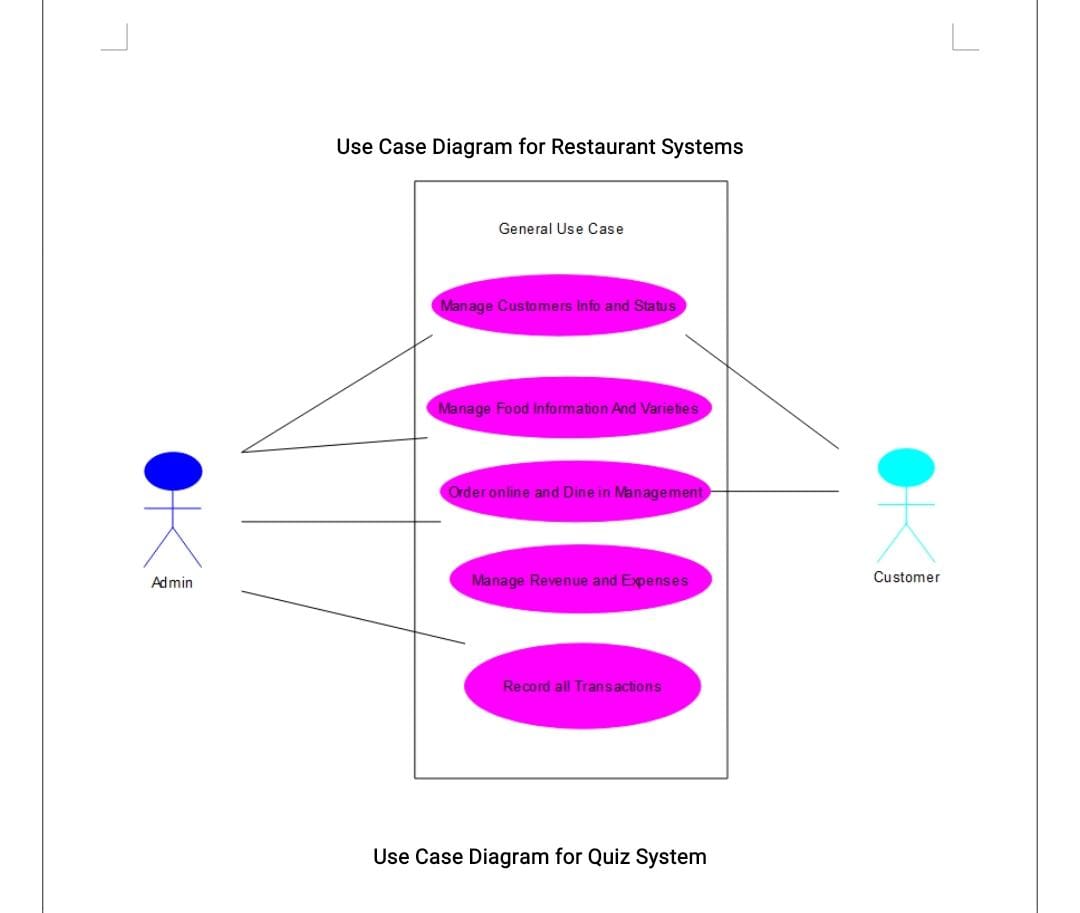 Use Case Diagram for Restaurant Systems
General Use Case
Manage Customers Info and Status
Manage Food Information And Varieties
Order online and Dine in Management
Manage Revenue and Expenses
Record all Transactions
Admin
Customer
Use Case Diagram for Quiz System